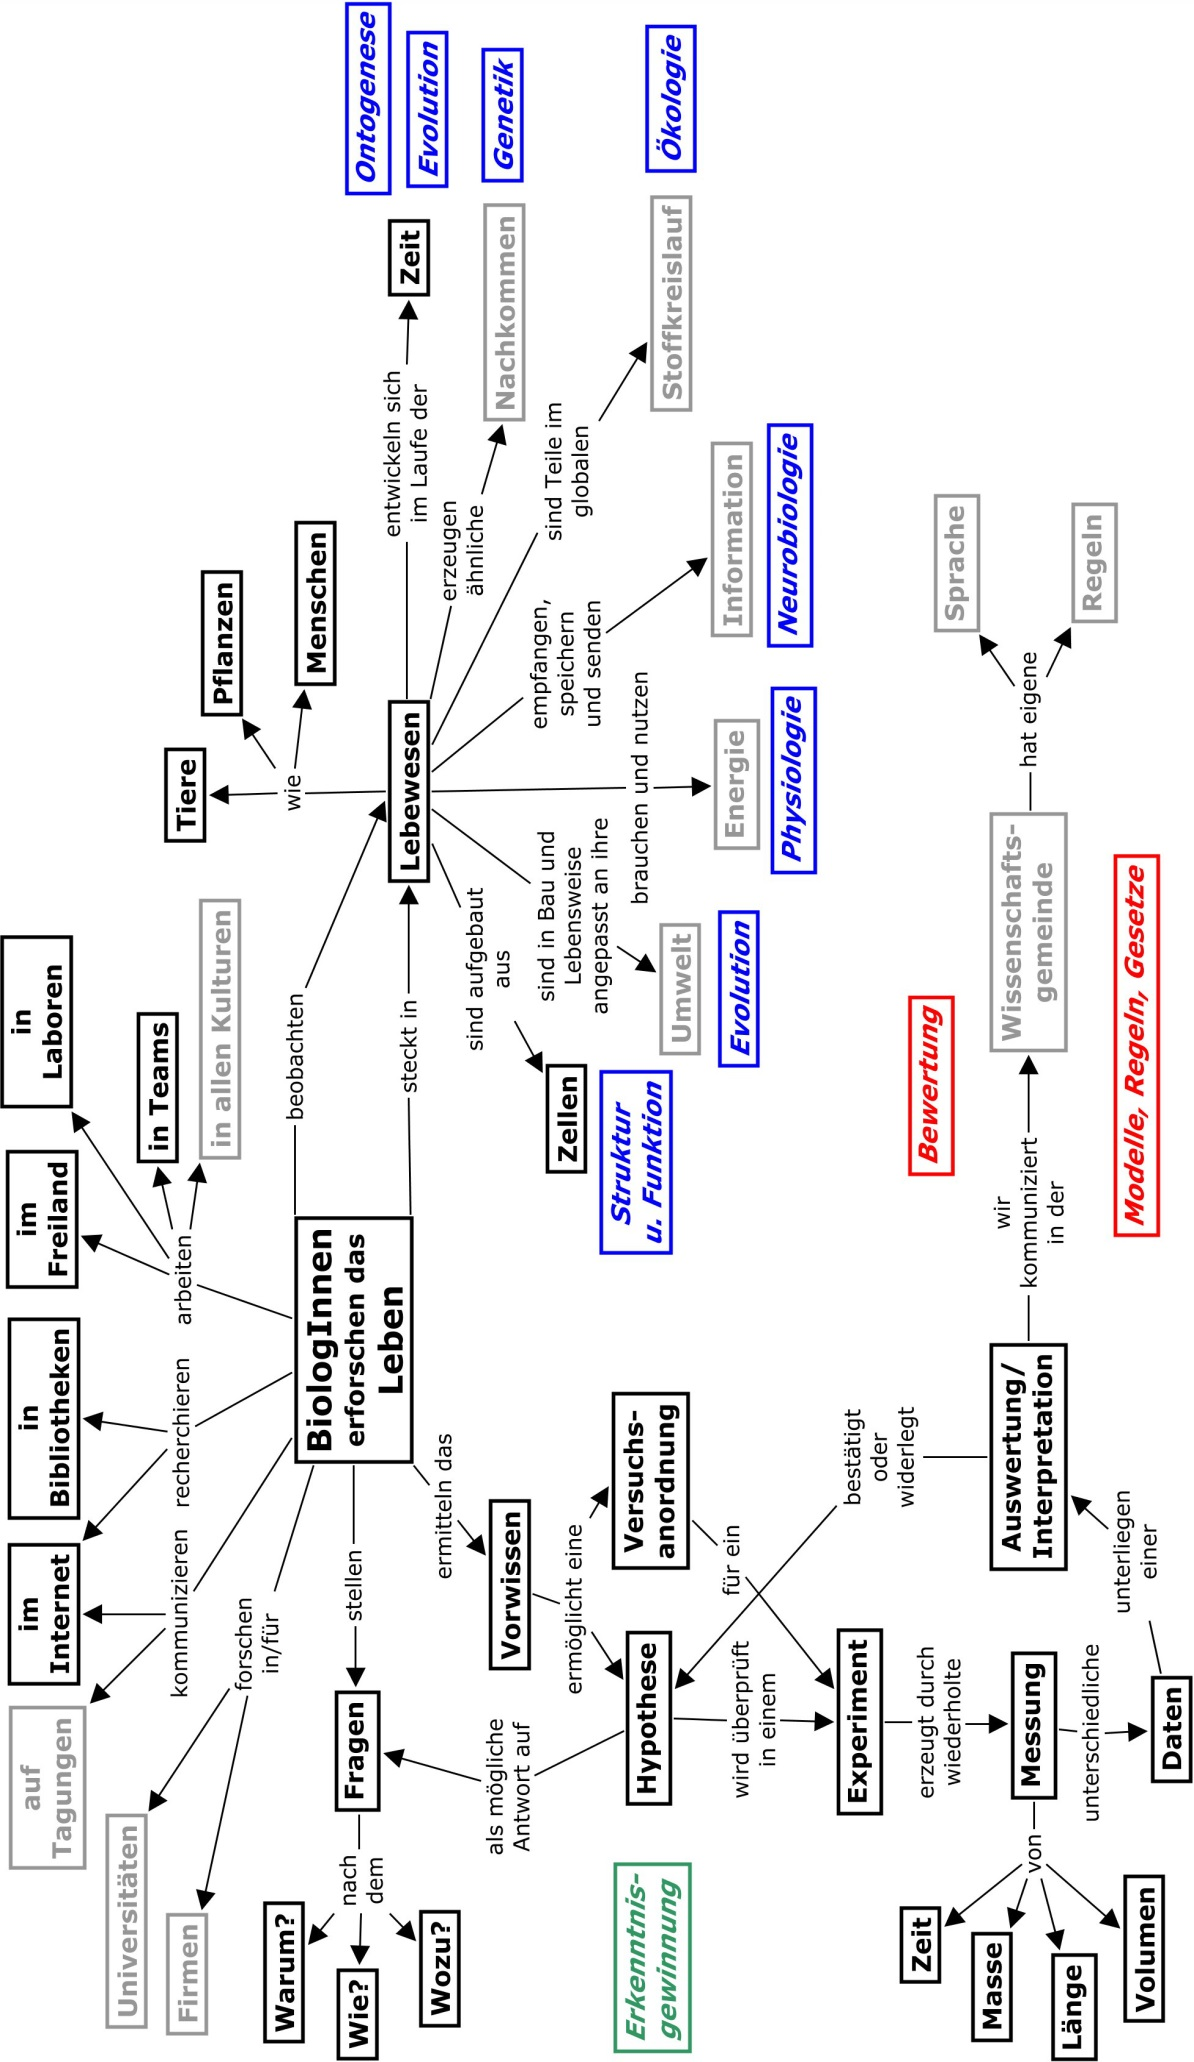 auf
Tagungen
im
Internet
in
Bibliotheken
im
Freiland
in
Laboren
Universitäten
Firmen
kommunizieren
recherchieren
arbeiten
in Teams
in allen Kulturen
Tiere
Pflanzen
Menschen
wie
forschen
in/für
Warum?
Wie?
Wozu?
nach
dem
Fragen
stellen
BiologInnen
erforschen das
Leben
beobachten
steckt in
Lebewesen
entwickeln sich
im Laufe der
Zeit
Ontogenese
Evolution
erzeugen
ähnliche
Nachkommen
Genetik
sind Teile im
globalen
Stoffkreislauf
Ökologie
empfangen,
speichern
und senden
Information
Neurobiologie
brauchen und nutzen
Energie
Physiologie
sind in Bau und
Lebensweise
angepasst an ihre
Umwelt
Evolution
sind aufgebaut
aus
Zellen
Struktur
u. Funktion
ermitteln das
Vorwissen
ermöglicht eine
Versuchs-
anordnung
als mögliche
Antwort auf
Hypothese
Erkenntnis-
gewinnung
wird überprüft
in einem
für ein
bestätigt
oder
widerlegt
Experiment
erzeugt durch
wiederholte
Messung
von
Zeit
Masse
Länge
Volumen
unterschiedliche
Daten
unterliegen
einer
Auswertung/
Interpretation
wir
kommuniziert
in der
Bewertung
Wissenschafts-
gemeinde
Modelle, Regeln, Gesetze
hat eigene
Sprache
Regeln